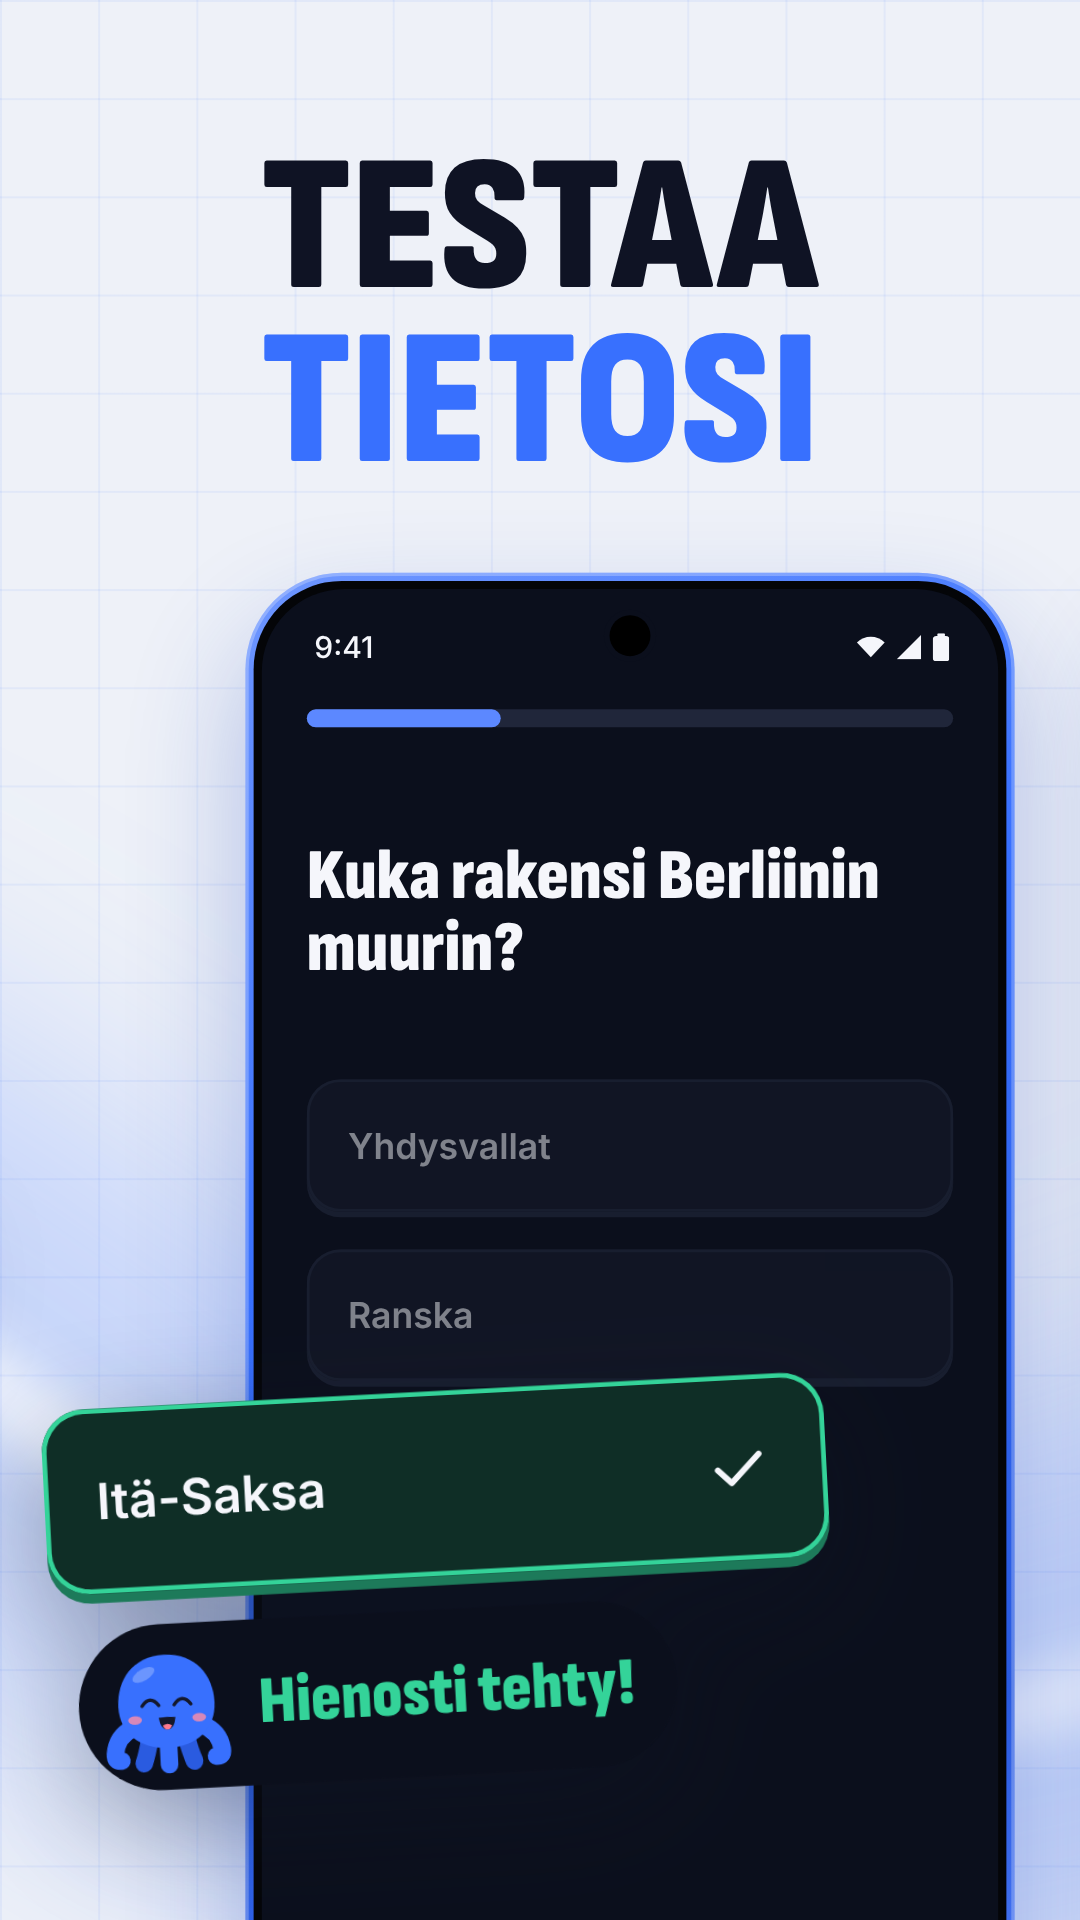 TESTAA
TIETOSI
9:41
Kuka rakensi Berliinin
muurin?
Yhdysvallat
Ranska
Itä-Saksa
Hienosti tehty!